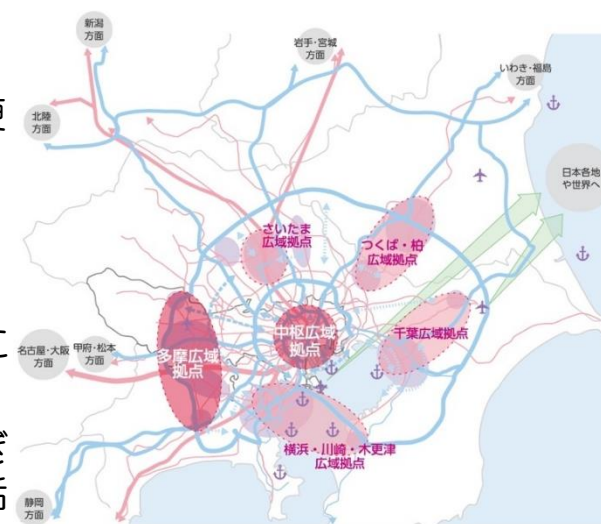 新潟
方面
岩手・宮城
方面
いわき・福島
方面
北陸
方面
日本各地
や世界へ
さいたま
広域拠点
つくば・柏
広域拠点
中枢広域
拠点
千葉広域拠点
名古屋・大阪
方面
甲府・松本
方面
多摩広域
拠点
横浜・川崎・木更津
広域拠点
静岡
方面